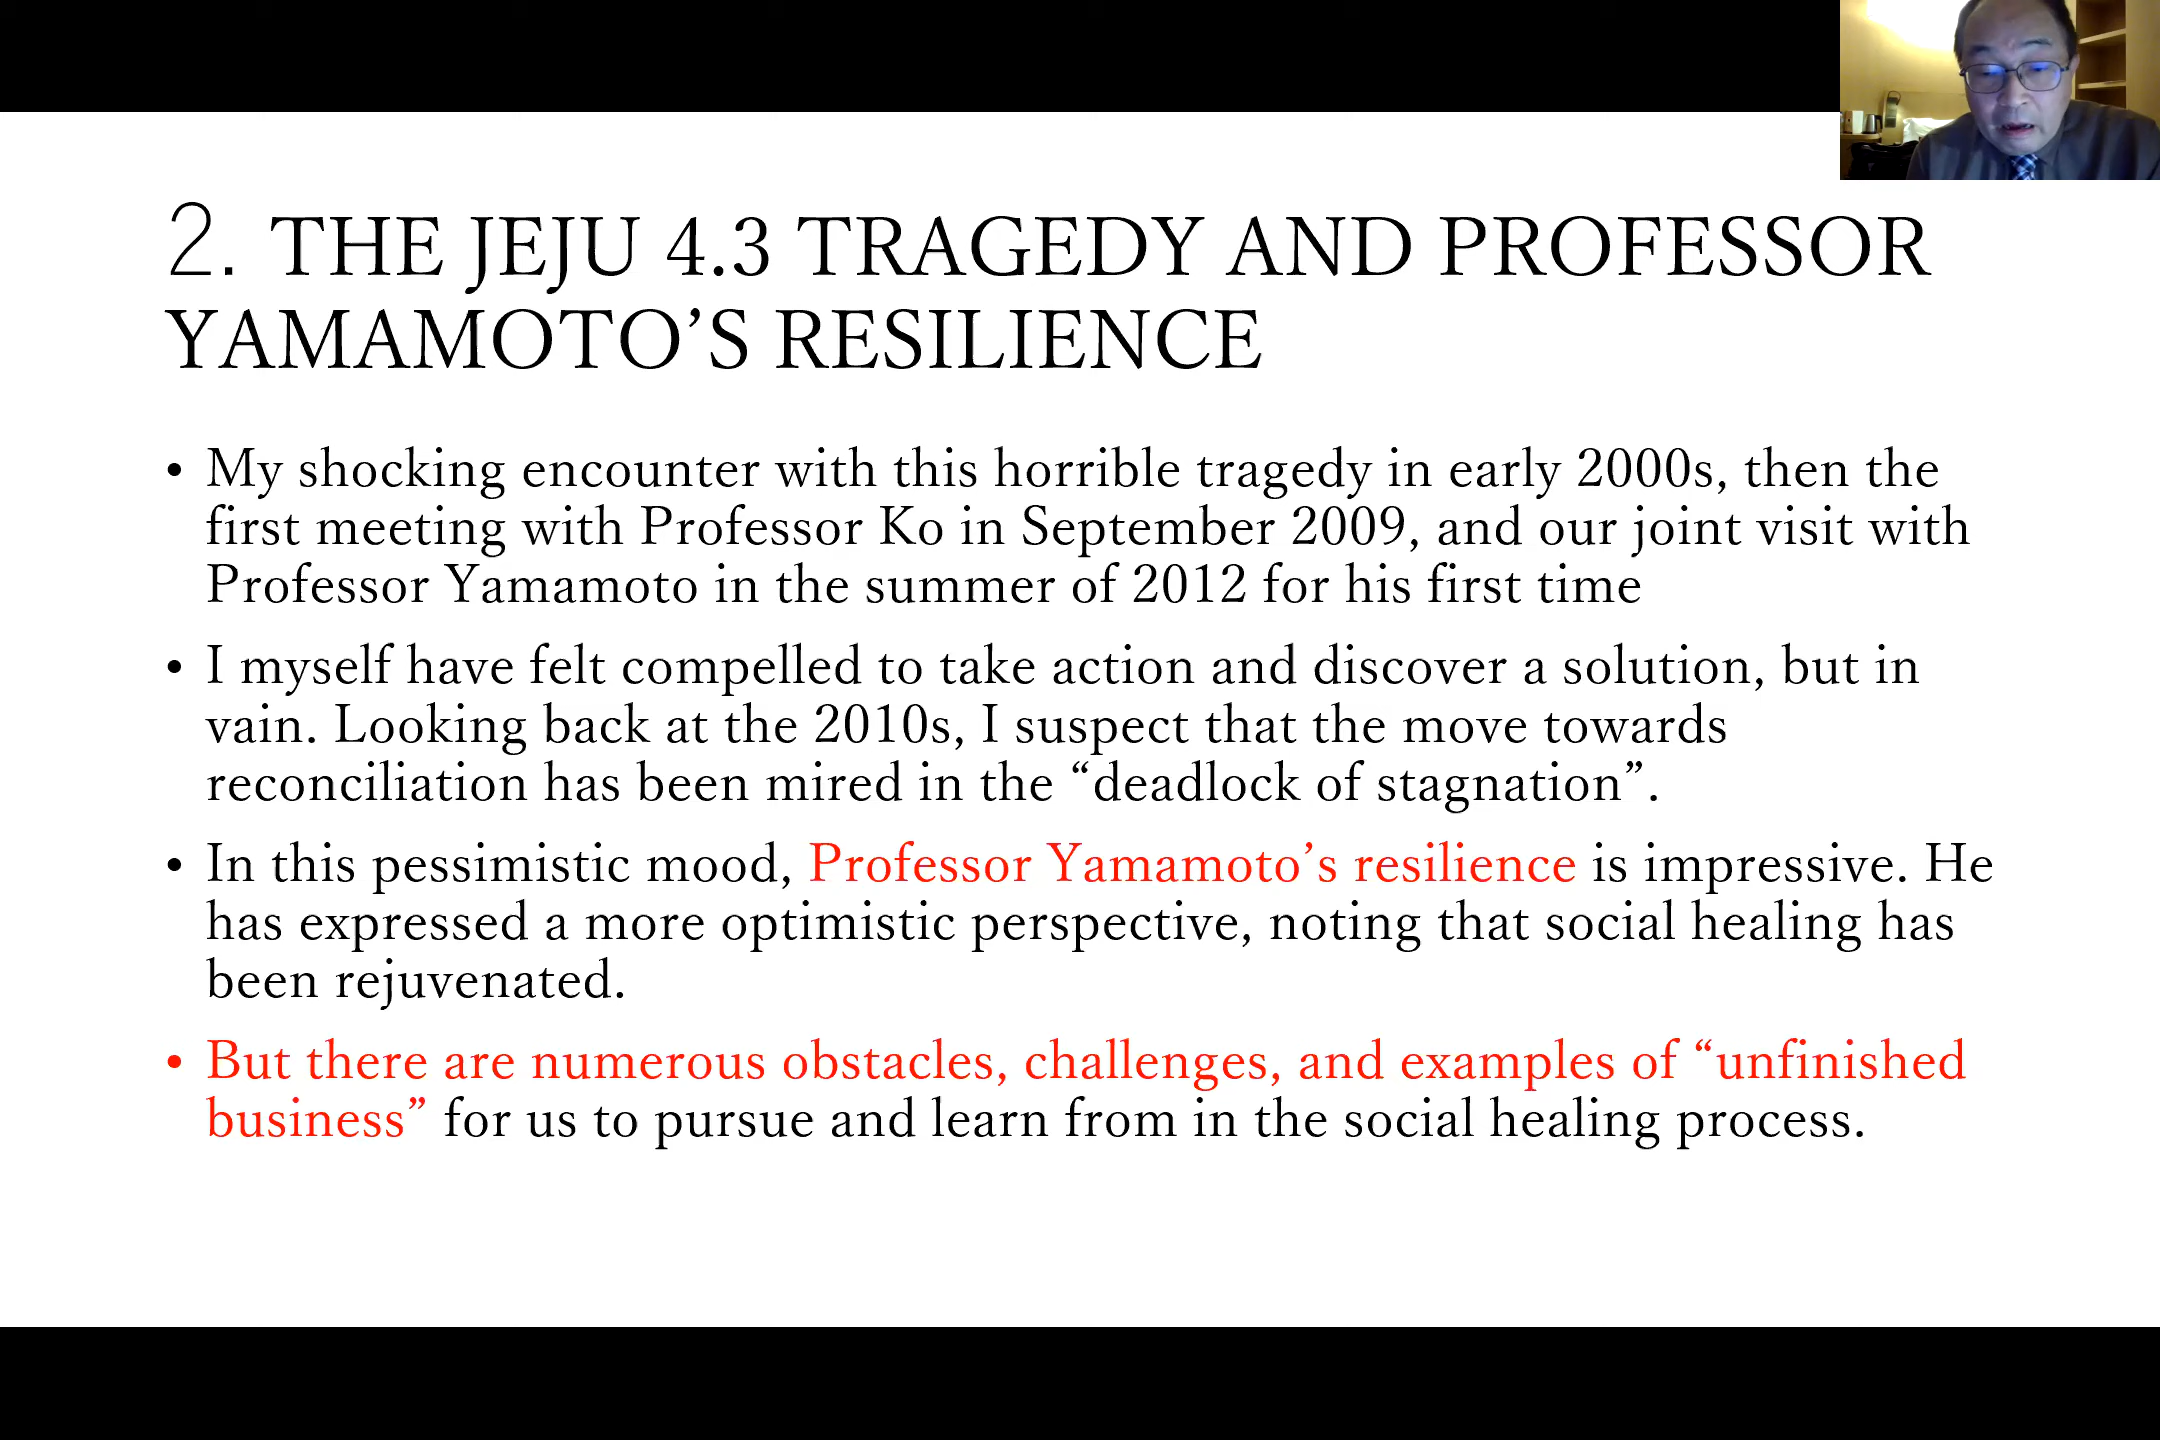 2. THE JEJU 4.3 TRAGEDY AND PROFESSOR
YAMAMOTO’S RESILIENCE
• My shocking encounter with this horrible tragedy in early 2000s, then the
first meeting with Professor Ko in September 2009, and our joint visit with
Professor Yamamoto in the summer of 2012 for his first time
• I myself have felt compelled to take action and discover a solution, but in
vain. Looking back at the 2010s, I suspect that the move towards
reconciliation has been mired in the “deadlock of stagnation”.
• In this pessimistic mood, Professor Yamamoto’s resilience is impressive. He
has expressed a more optimistic perspective, noting that social healing has
been rejuvenated.
• But there are numerous obstacles, challenges, and examples of “unfinished
business” for us to pursue and learn from in the social healing process.